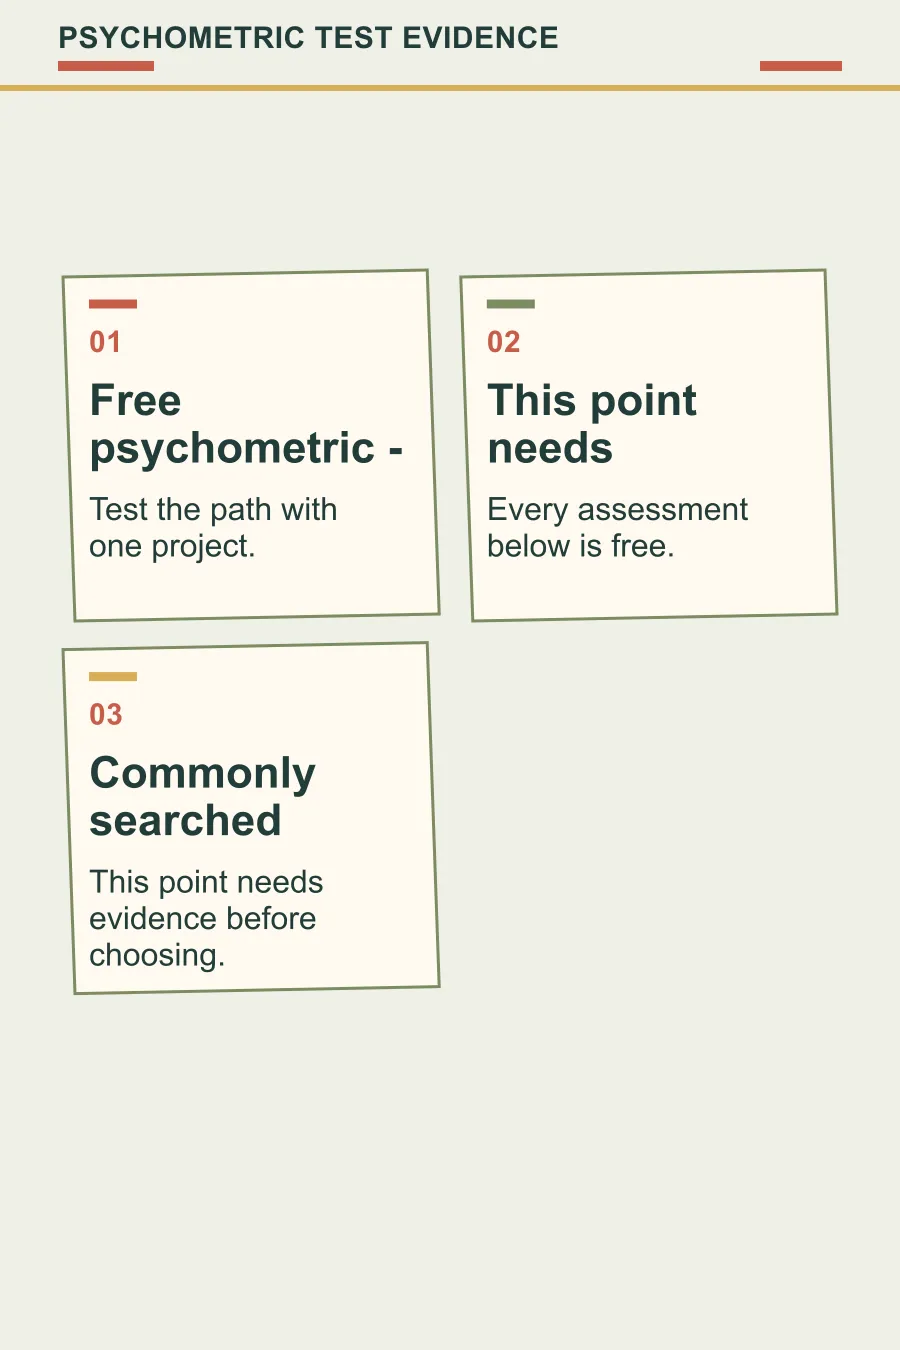 PSYCHOMETRIC TEST EVIDENCE
01
Free
psychometric -
Test the path with
one project.
02
This point
needs
Every assessment
below is free.
03
Commonly
searched
This point needs
evidence before
choosing.